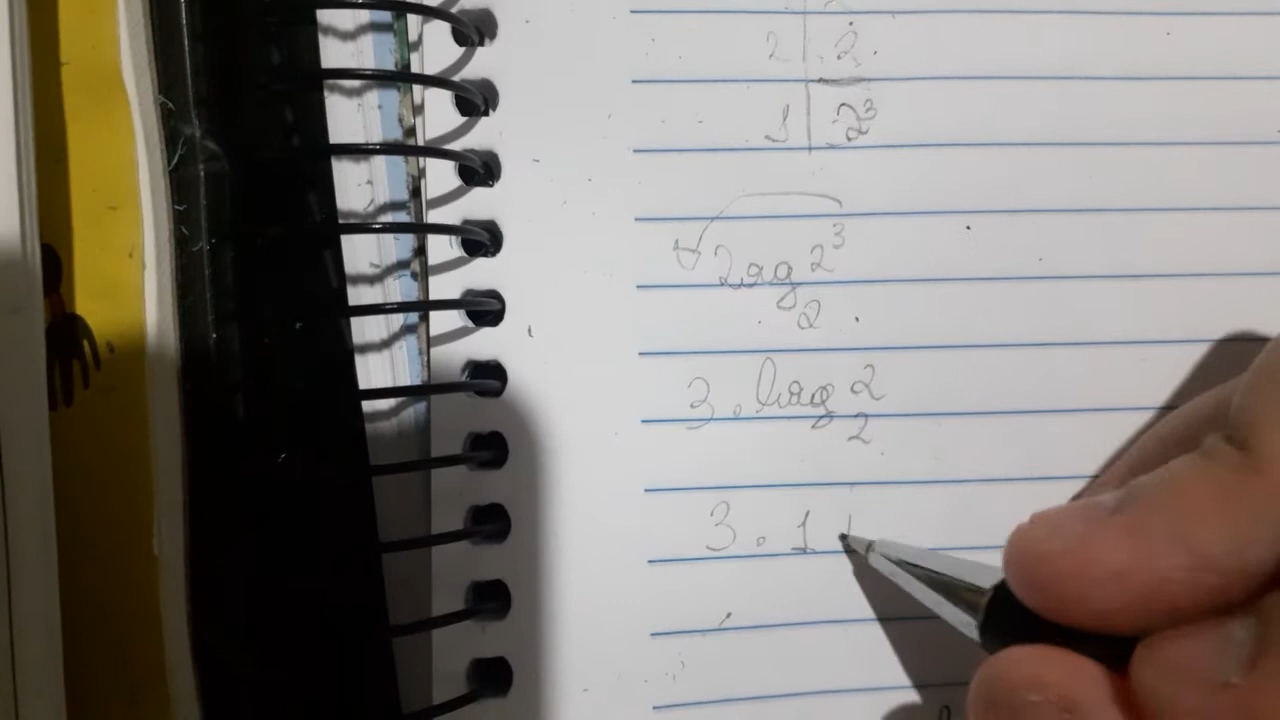 2 | 2
1 | 2³
log₂ 2³
3 . log₂ 2
3 . 1